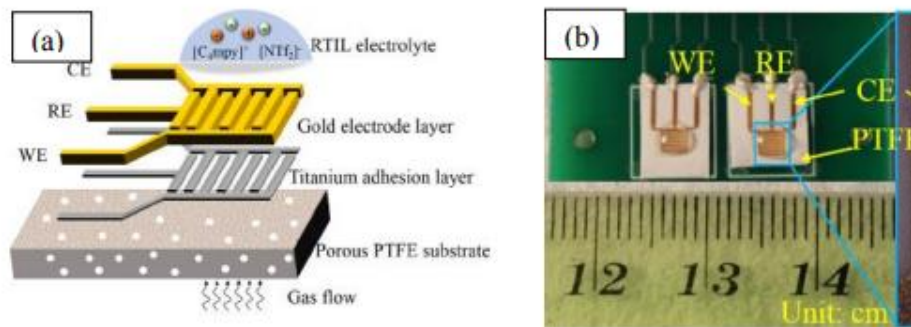 (a)
[C₄mpy]⁺ [NTf₂]⁻
RTIL electrolyte
CE
RE
WE
Gold electrode layer
Titanium adhesion layer
Porous PTFE substrate
Gas flow
(b)
WE RE
CE
PTFE
12 13 14
Unit: cm